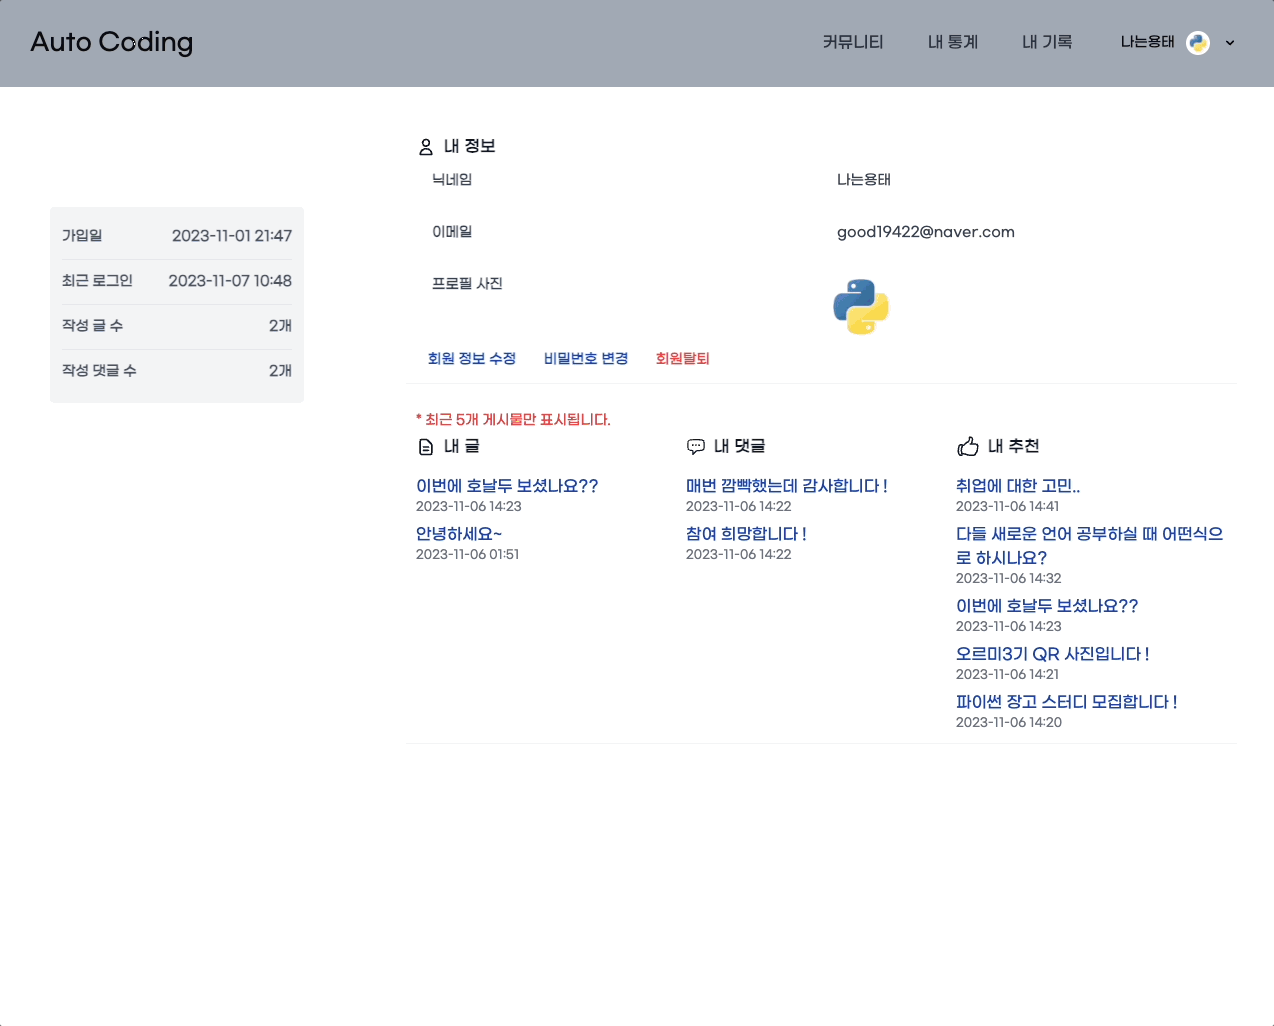 Auto Coding
커뮤니티
내 통계
내 기록
나는용태
가입일 2023-11-01 21:47
최근 로그인 2023-11-07 10:48
작성 글 수 2개
작성 댓글 수 2개
내 정보
닉네임 나는용태
이메일 good19422@naver.com
프로필 사진
회원 정보 수정 비밀번호 변경 회원탈퇴
* 최근 5개 게시물만 표시됩니다.
내 글
이번에 호날두 보셨나요??
2023-11-06 14:23
안녕하세요~
2023-11-06 01:51
내 댓글
매번 깜빡했는데 감사합니다 !
2023-11-06 14:22
참여 희망합니다 !
2023-11-06 14:22
내 추천
취업에 대한 고민..
2023-11-06 14:41
다들 새로운 언어 공부하실 때 어떤식으
로 하시나요?
2023-11-06 14:32
이번에 호날두 보셨나요??
2023-11-06 14:23
오르미3기 QR 사진입니다 !
2023-11-06 14:21
파이썬 장고 스터디 모집합니다 !
2023-11-06 14:20